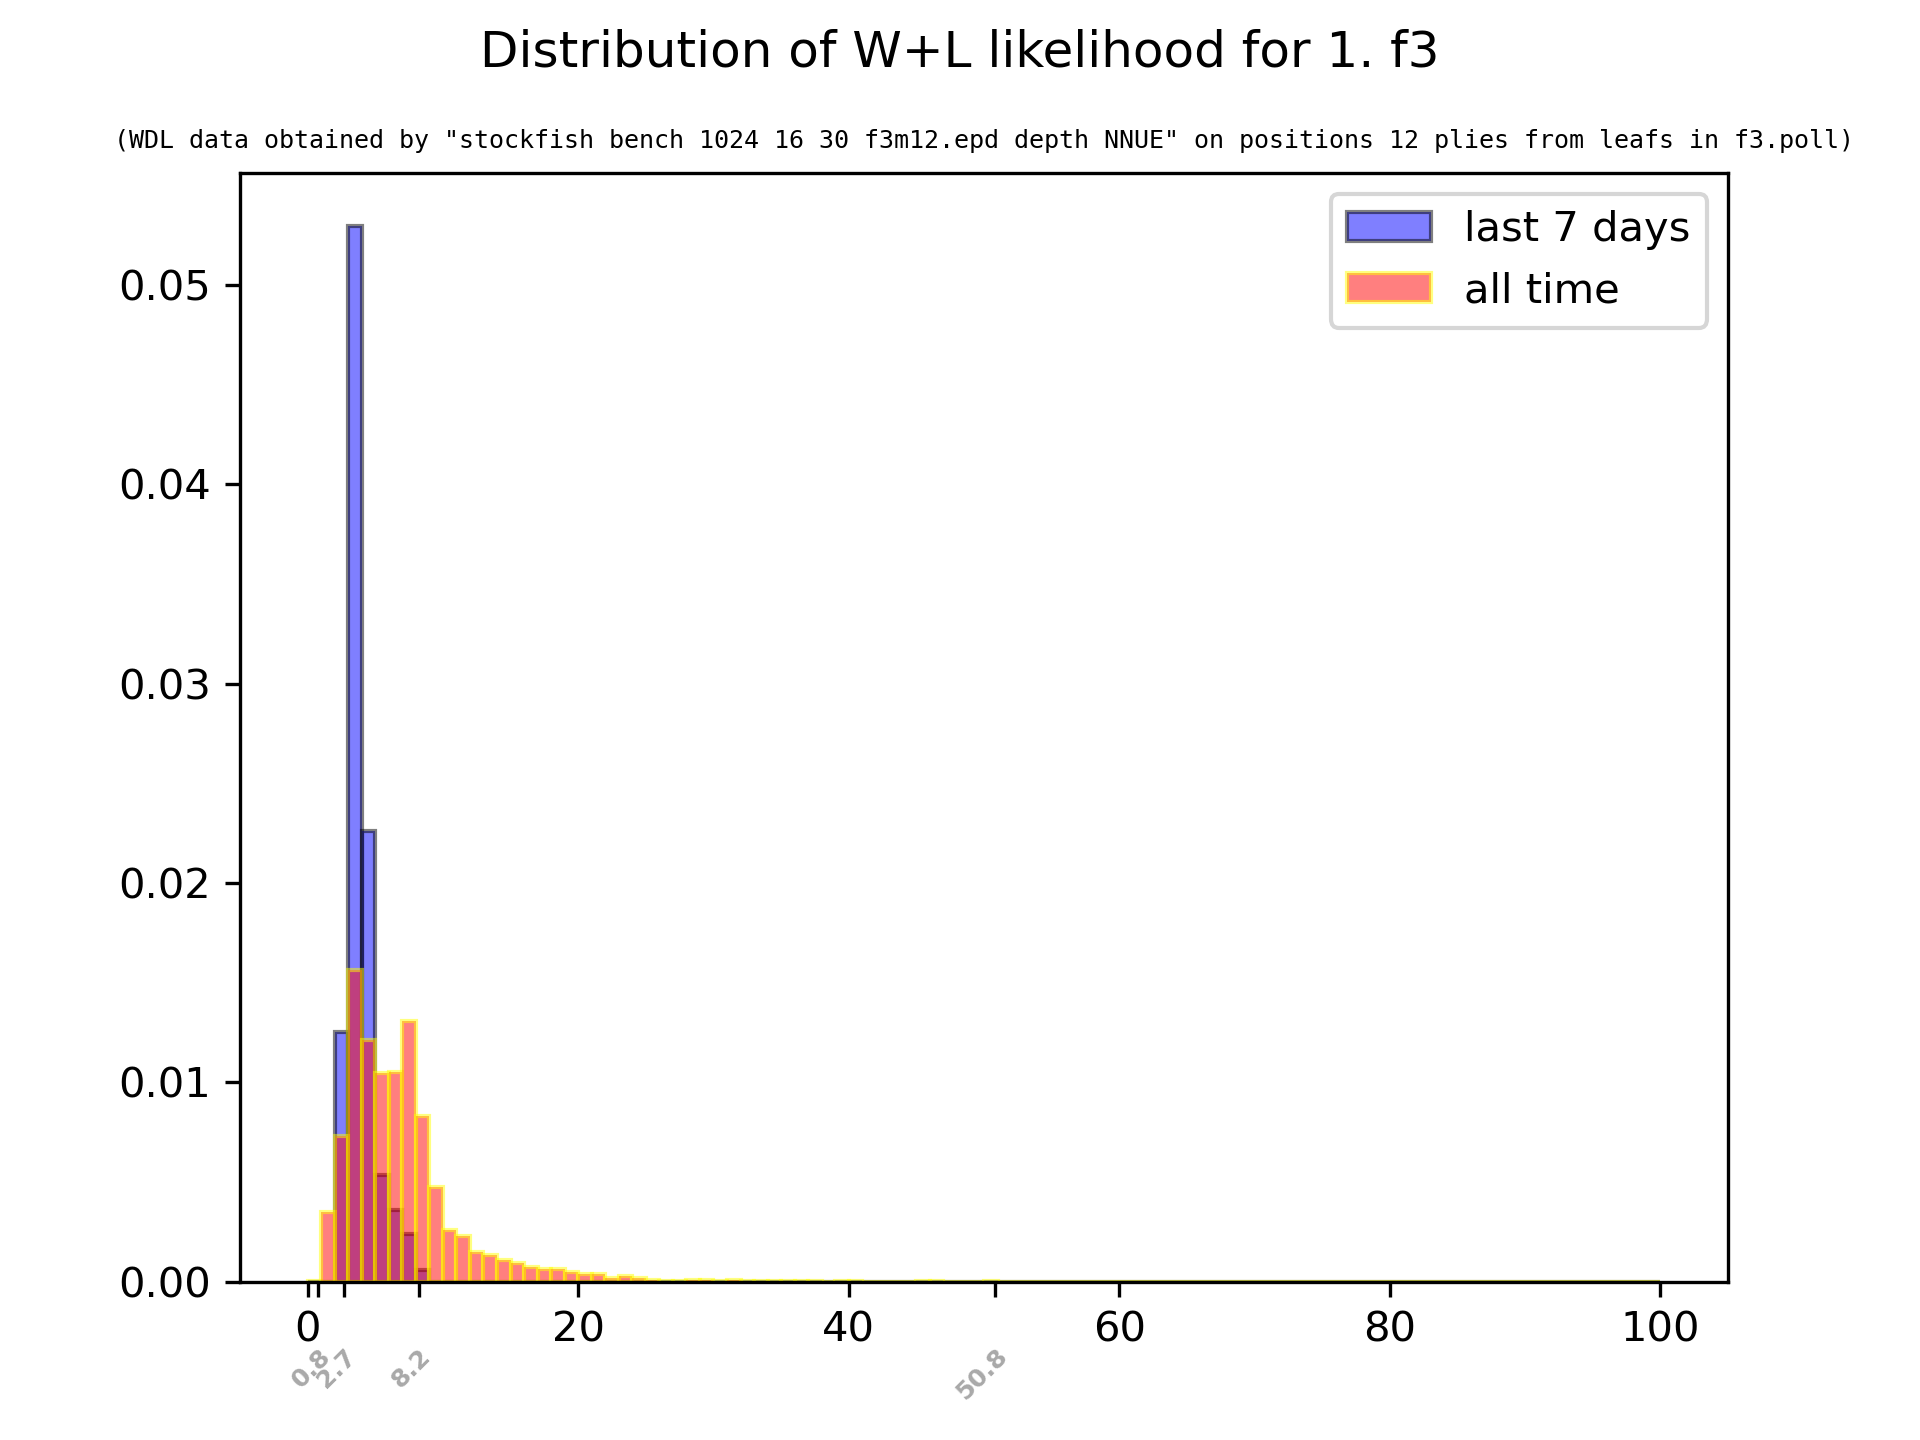 Distribution of W+L likelihood for 1. f3
(WDL data obtained by "stockfish bench 1024 16 30 f3m12.epd depth NNUE" on positions 12 plies from leafs in f3.poll)
last 7 days
all time
0.05
0.04
0.03
0.02
0.01
0.00
0 20 40 60 80 100
0.8 2.7 8.2 50.8